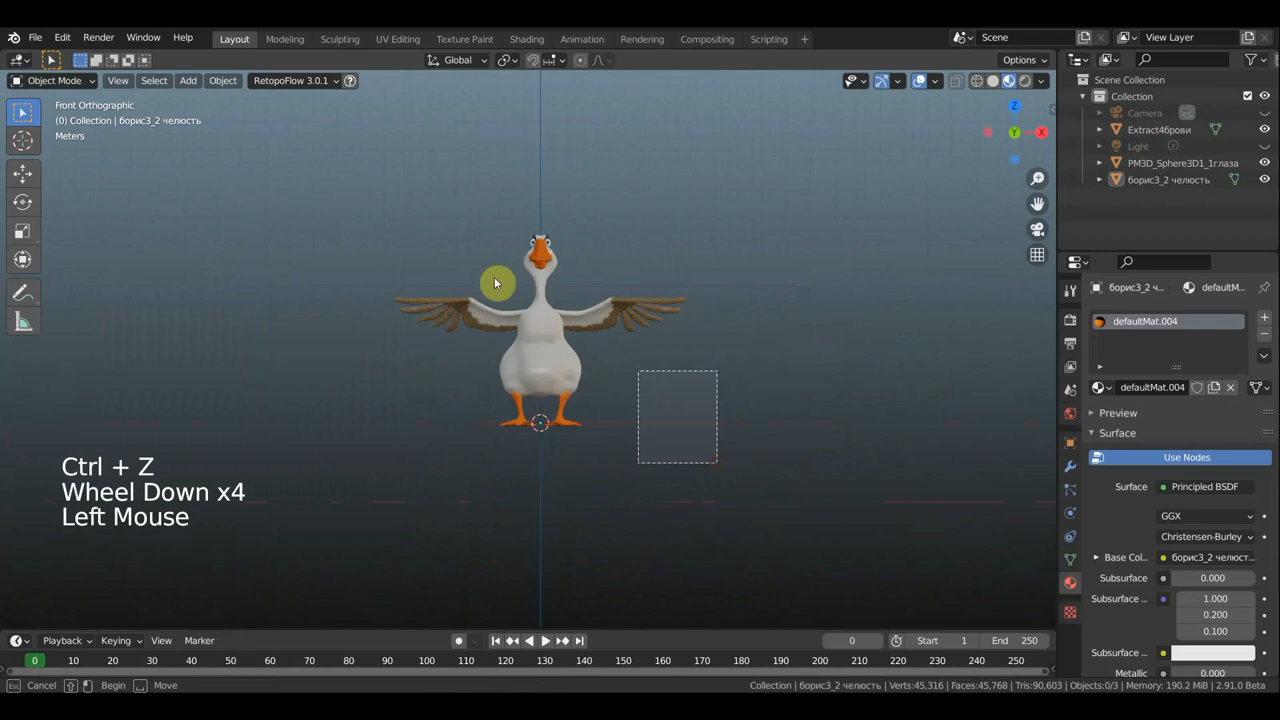 File Edit Render Window Help Layout Modeling Sculpting UV Editing Texture Paint Shading Animation Rendering Compositing Scripting + Scene View Layer
Global Options
Object Mode View Select Add Object RetopoFlow 3.0.1
Scene Collection
Collection
Camera
Extract4брови
Light
PM3D_Sphere3D1_1глаза
борис3_2 челюсть
Front Orthographic
(0) Collection | борис3_2 челюсть
Meters
Z
Y
X
Ctrl + Z
Wheel Down x4
Left Mouse
борис3_2 ч... defaultM...
defaultMat.004
defaultMat.004
Preview
Surface
Use Nodes
Surface Principled BSDF
GGX
Christensen-Burley
Base Col... борис3_2 челюст...
Subsurface 0.000
Subsurface ... 1.000
0.200
0.100
Subsurface ...
Metallic 0.000
Playback Keying View Marker 0 Start 1 End 250
0 10 20 30 40 50 60 70 80 90 100 110 120 130 140 150 160 170 180 190 200 210 220 230 240 250
Cancel Begin Move Collection | борис3_2 челюсть | Verts:45,316 | Faces:45,768 | Tris:90,603 | Objects:0/3 | Memory: 190.2 MiB | 2.91.0 Beta